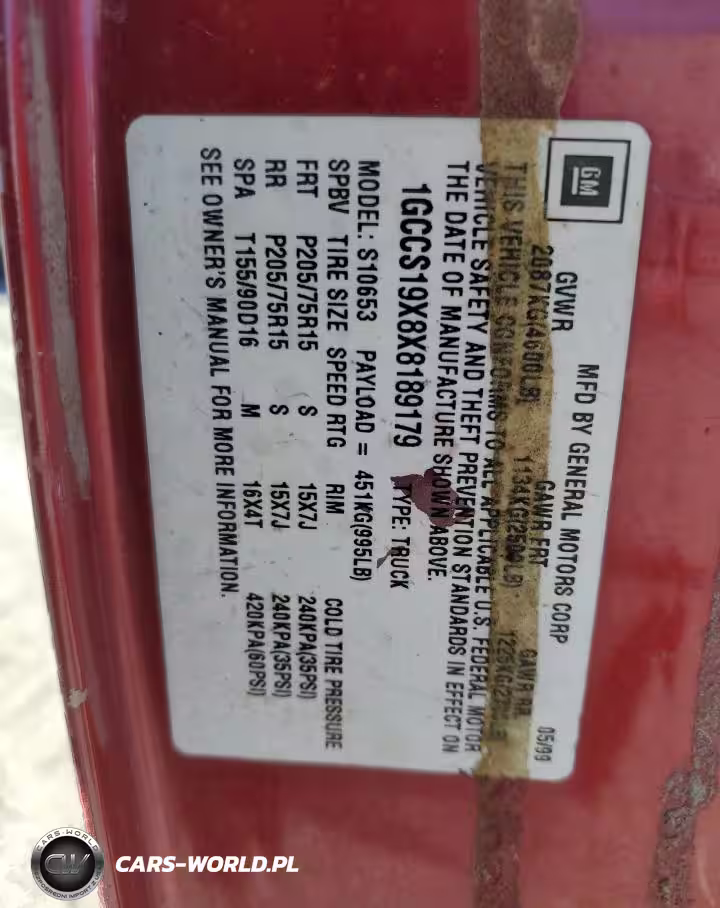 GM
MFD BY GENERAL MOTORS CORP 05/99
GVWR GAWR FRT GAWR RR
2087KG(4600LB) 1134KG(2500LB)
THIS VEHICLE CONFORMS TO ALL APPLICABLE U.S. FEDERAL MOTOR
VEHICLE SAFETY AND THEFT PREVENTION STANDARDS IN EFFECT ON
THE DATE OF MANUFACTURE SHOWN ABOVE.
1GCCS19X8X8189179 TYPE: TRUCK
MODEL: S10653 PAYLOAD = 451KG(995LB)
SPBV TIRE SIZE SPEED RTG RIM COLD TIRE PRESSURE
FRT P205/75R15 S 15X7J 240KPA(35PSI)
RR P205/75R15 S 15X7J 240KPA(35PSI)
SPA T155/90D16 M 16X4T 420KPA(60PSI)
SEE OWNER'S MANUAL FOR MORE INFORMATION.
CARS-WORLD
CW
CARS-WORLD.PL